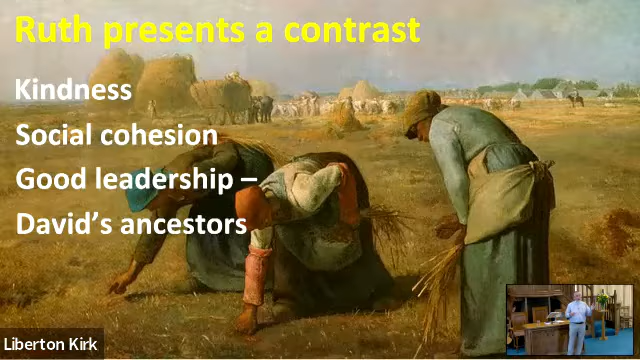 Ruth presents a contrast
Kindness
Social cohesion
Good leadership –
David’s ancestors
Liberton Kirk